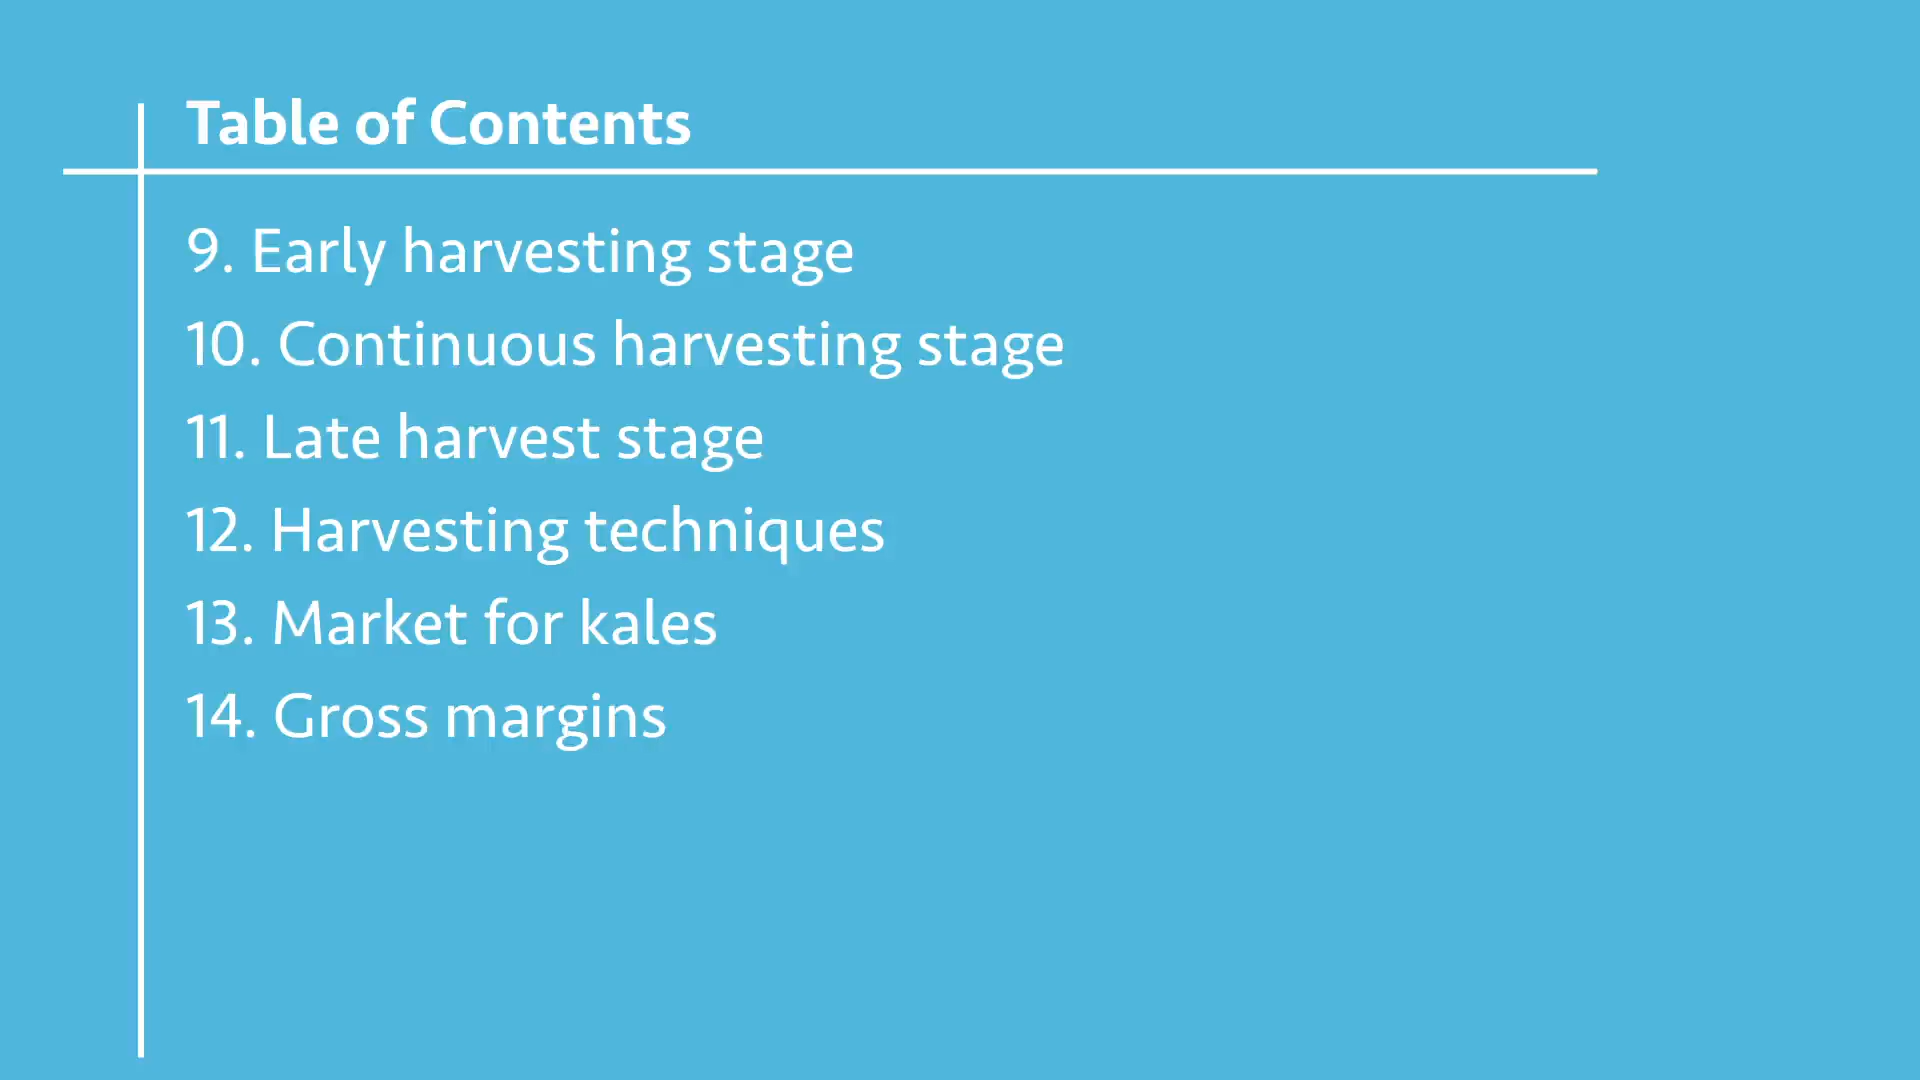 Table of Contents
9. Early harvesting stage
10. Continuous harvesting stage
11. Late harvest stage
12. Harvesting techniques
13. Market for kales
14. Gross margins